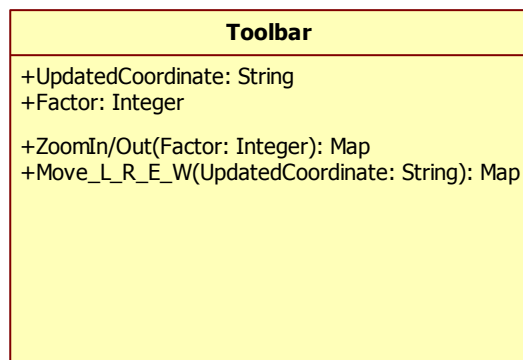 Toolbar
+UpdatedCoordinate: String
+Factor: Integer
+ZoomIn/Out(Factor: Integer): Map
+Move_L_R_E_W(UpdatedCoordinate: String): Map